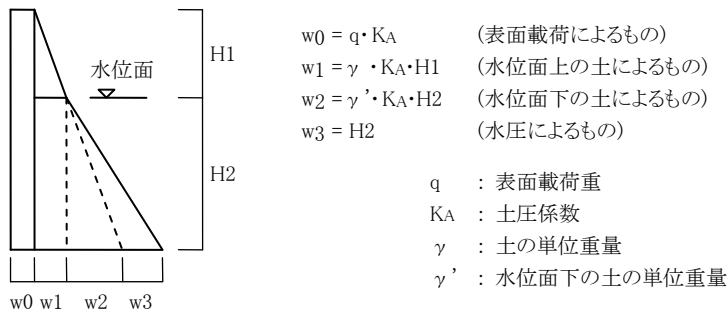 H1
水位面
H2
w0 w1 w2 w3
w0 = q・KA (表面載荷によるもの)
w1 = γ ・KA・H1 (水位面上の土によるもの)
w2 = γ’・KA・H2 (水位面下の土によるもの)
w3 = H2 (水圧によるもの)
q : 表面載荷重
KA : 土圧係数
γ : 土の単位重量
γ’ : 水位面下の土の単位重量